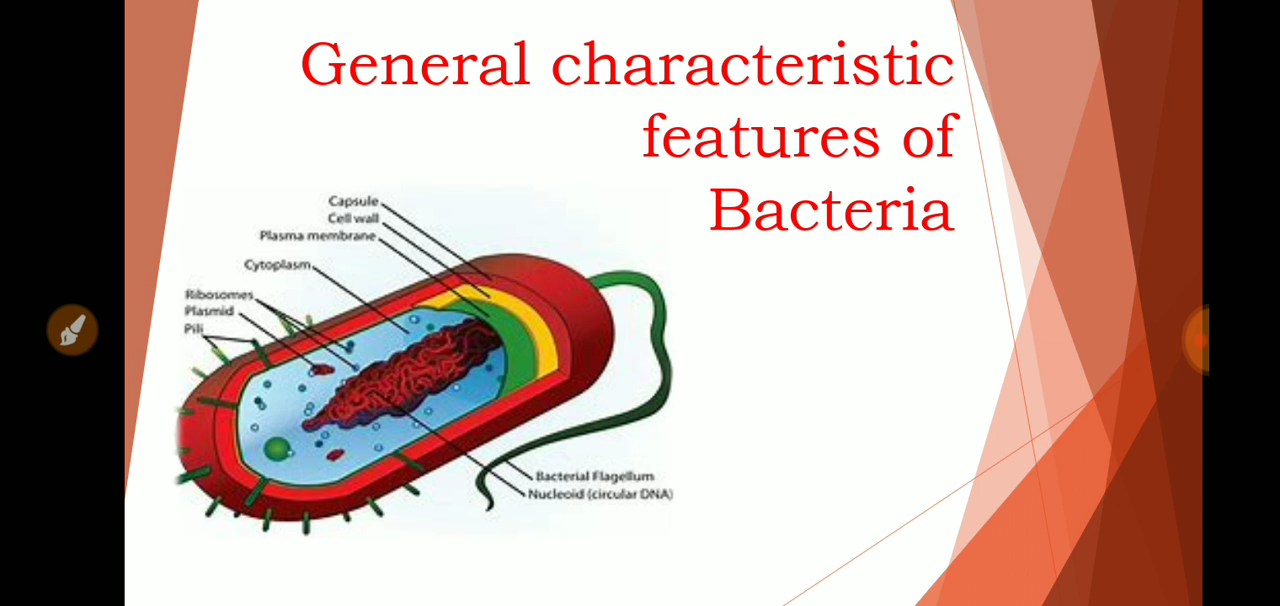 General characteristic
features of
Bacteria
Capsule
Cell wall
Plasma membrane
Cytoplasm
Ribosomes
Plasmid
Pili
Bacterial Flagellum
Nucleoid (circular DNA)